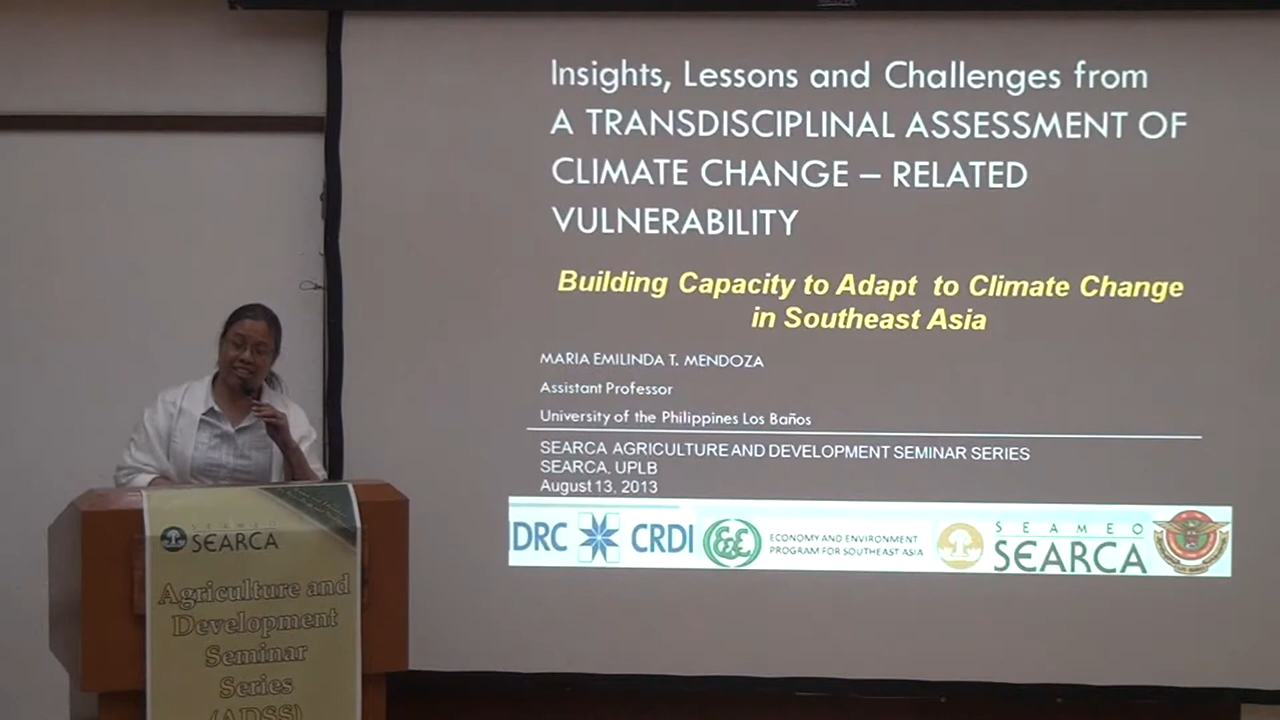 Insights, Lessons and Challenges from
A TRANSDISCIPLINAL ASSESSMENT OF
CLIMATE CHANGE – RELATED
VULNERABILITY
Building Capacity to Adapt to Climate Change
in Southeast Asia
MARIA EMILINDA T. MENDOZA
Assistant Professor
University of the Philippines Los Baños
SEARCA AGRICULTURE AND DEVELOPMENT SEMINAR SERIES
SEARCA, UPLB
August 13, 2013
IDRC CRDI
ECONOMY AND ENVIRONMENT
PROGRAM FOR SOUTHEAST ASIA
SEAMEO
SEARCA
SEAMEO
SEARCA
Agriculture and
Development
Seminar
Series
(ADSS)